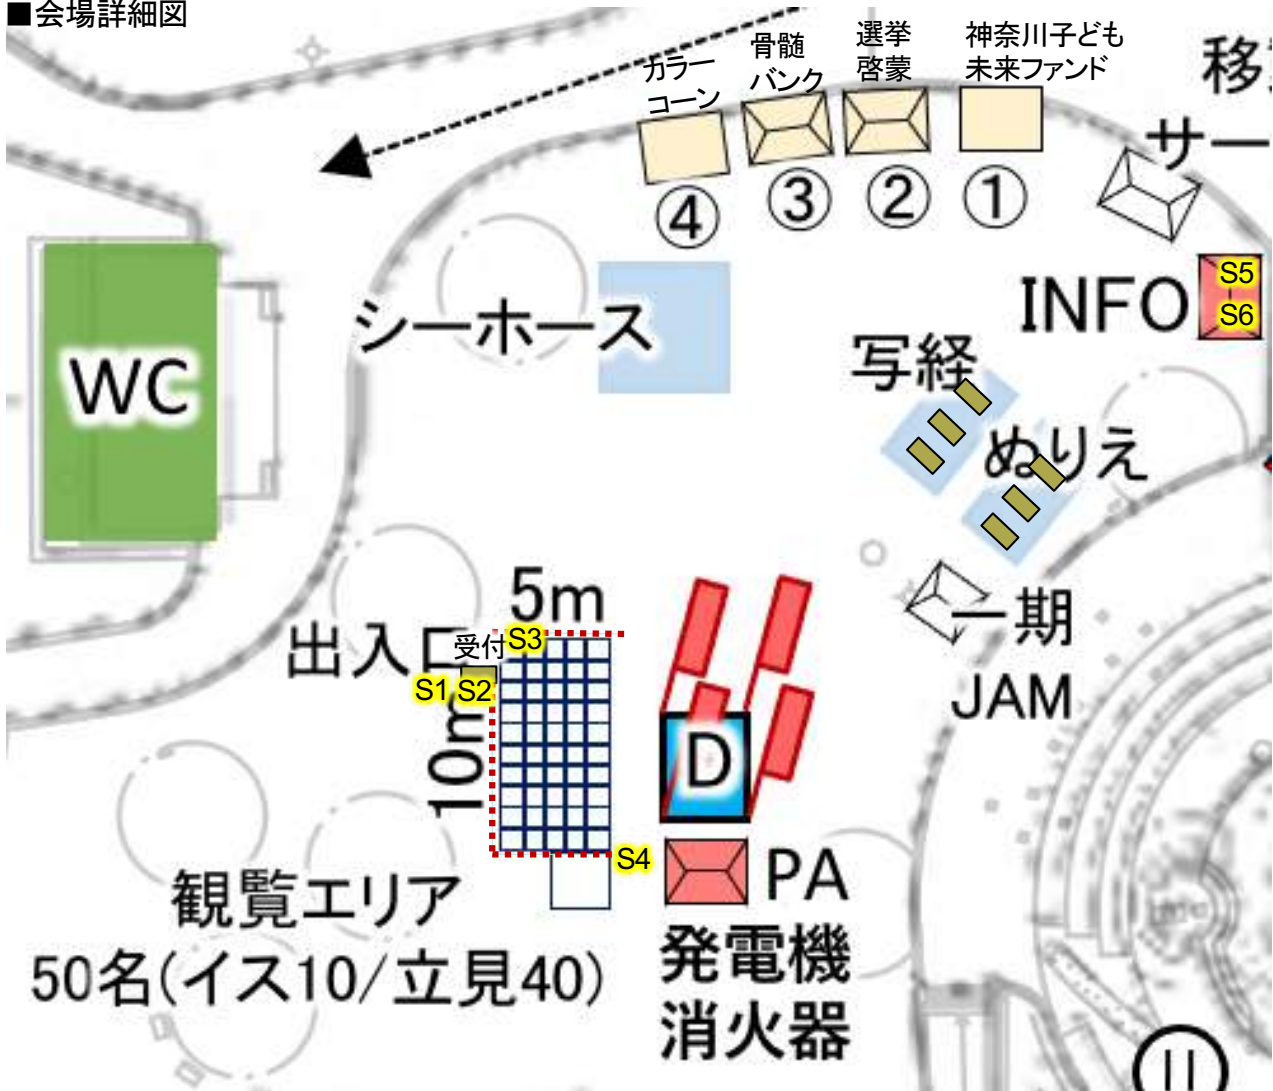 ■会場詳細図
カラー
コーン
骨髄
バンク
選挙
啓蒙
神奈川子ども
未来ファンド
移
サー
④
③
②
①
シーホース
INFO
S5
S6
WC
写経
ぬりえ
5m
出入口
受付
S3
S1
S2
10m
一期
JAM
D
S4
PA
観覧エリア
50名(イス10/立見40)
発電機
消火器